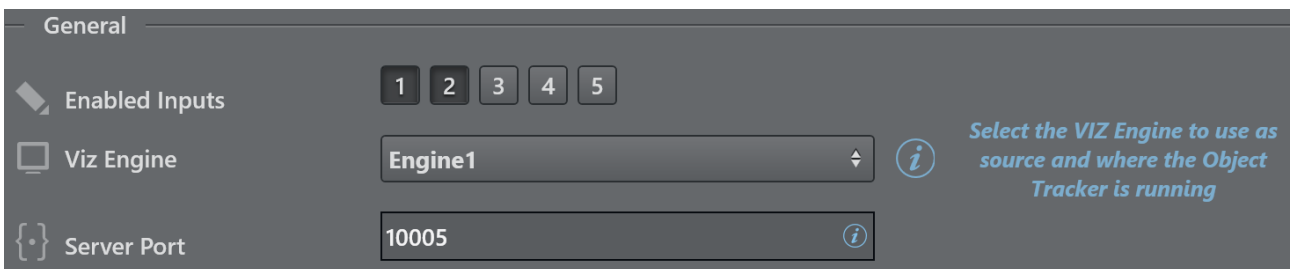 General
Enabled Inputs
1 2 3 4 5
Viz Engine
Engine1
Select the VIZ Engine to use as
source and where the Object
Tracker is running
Server Port
10005